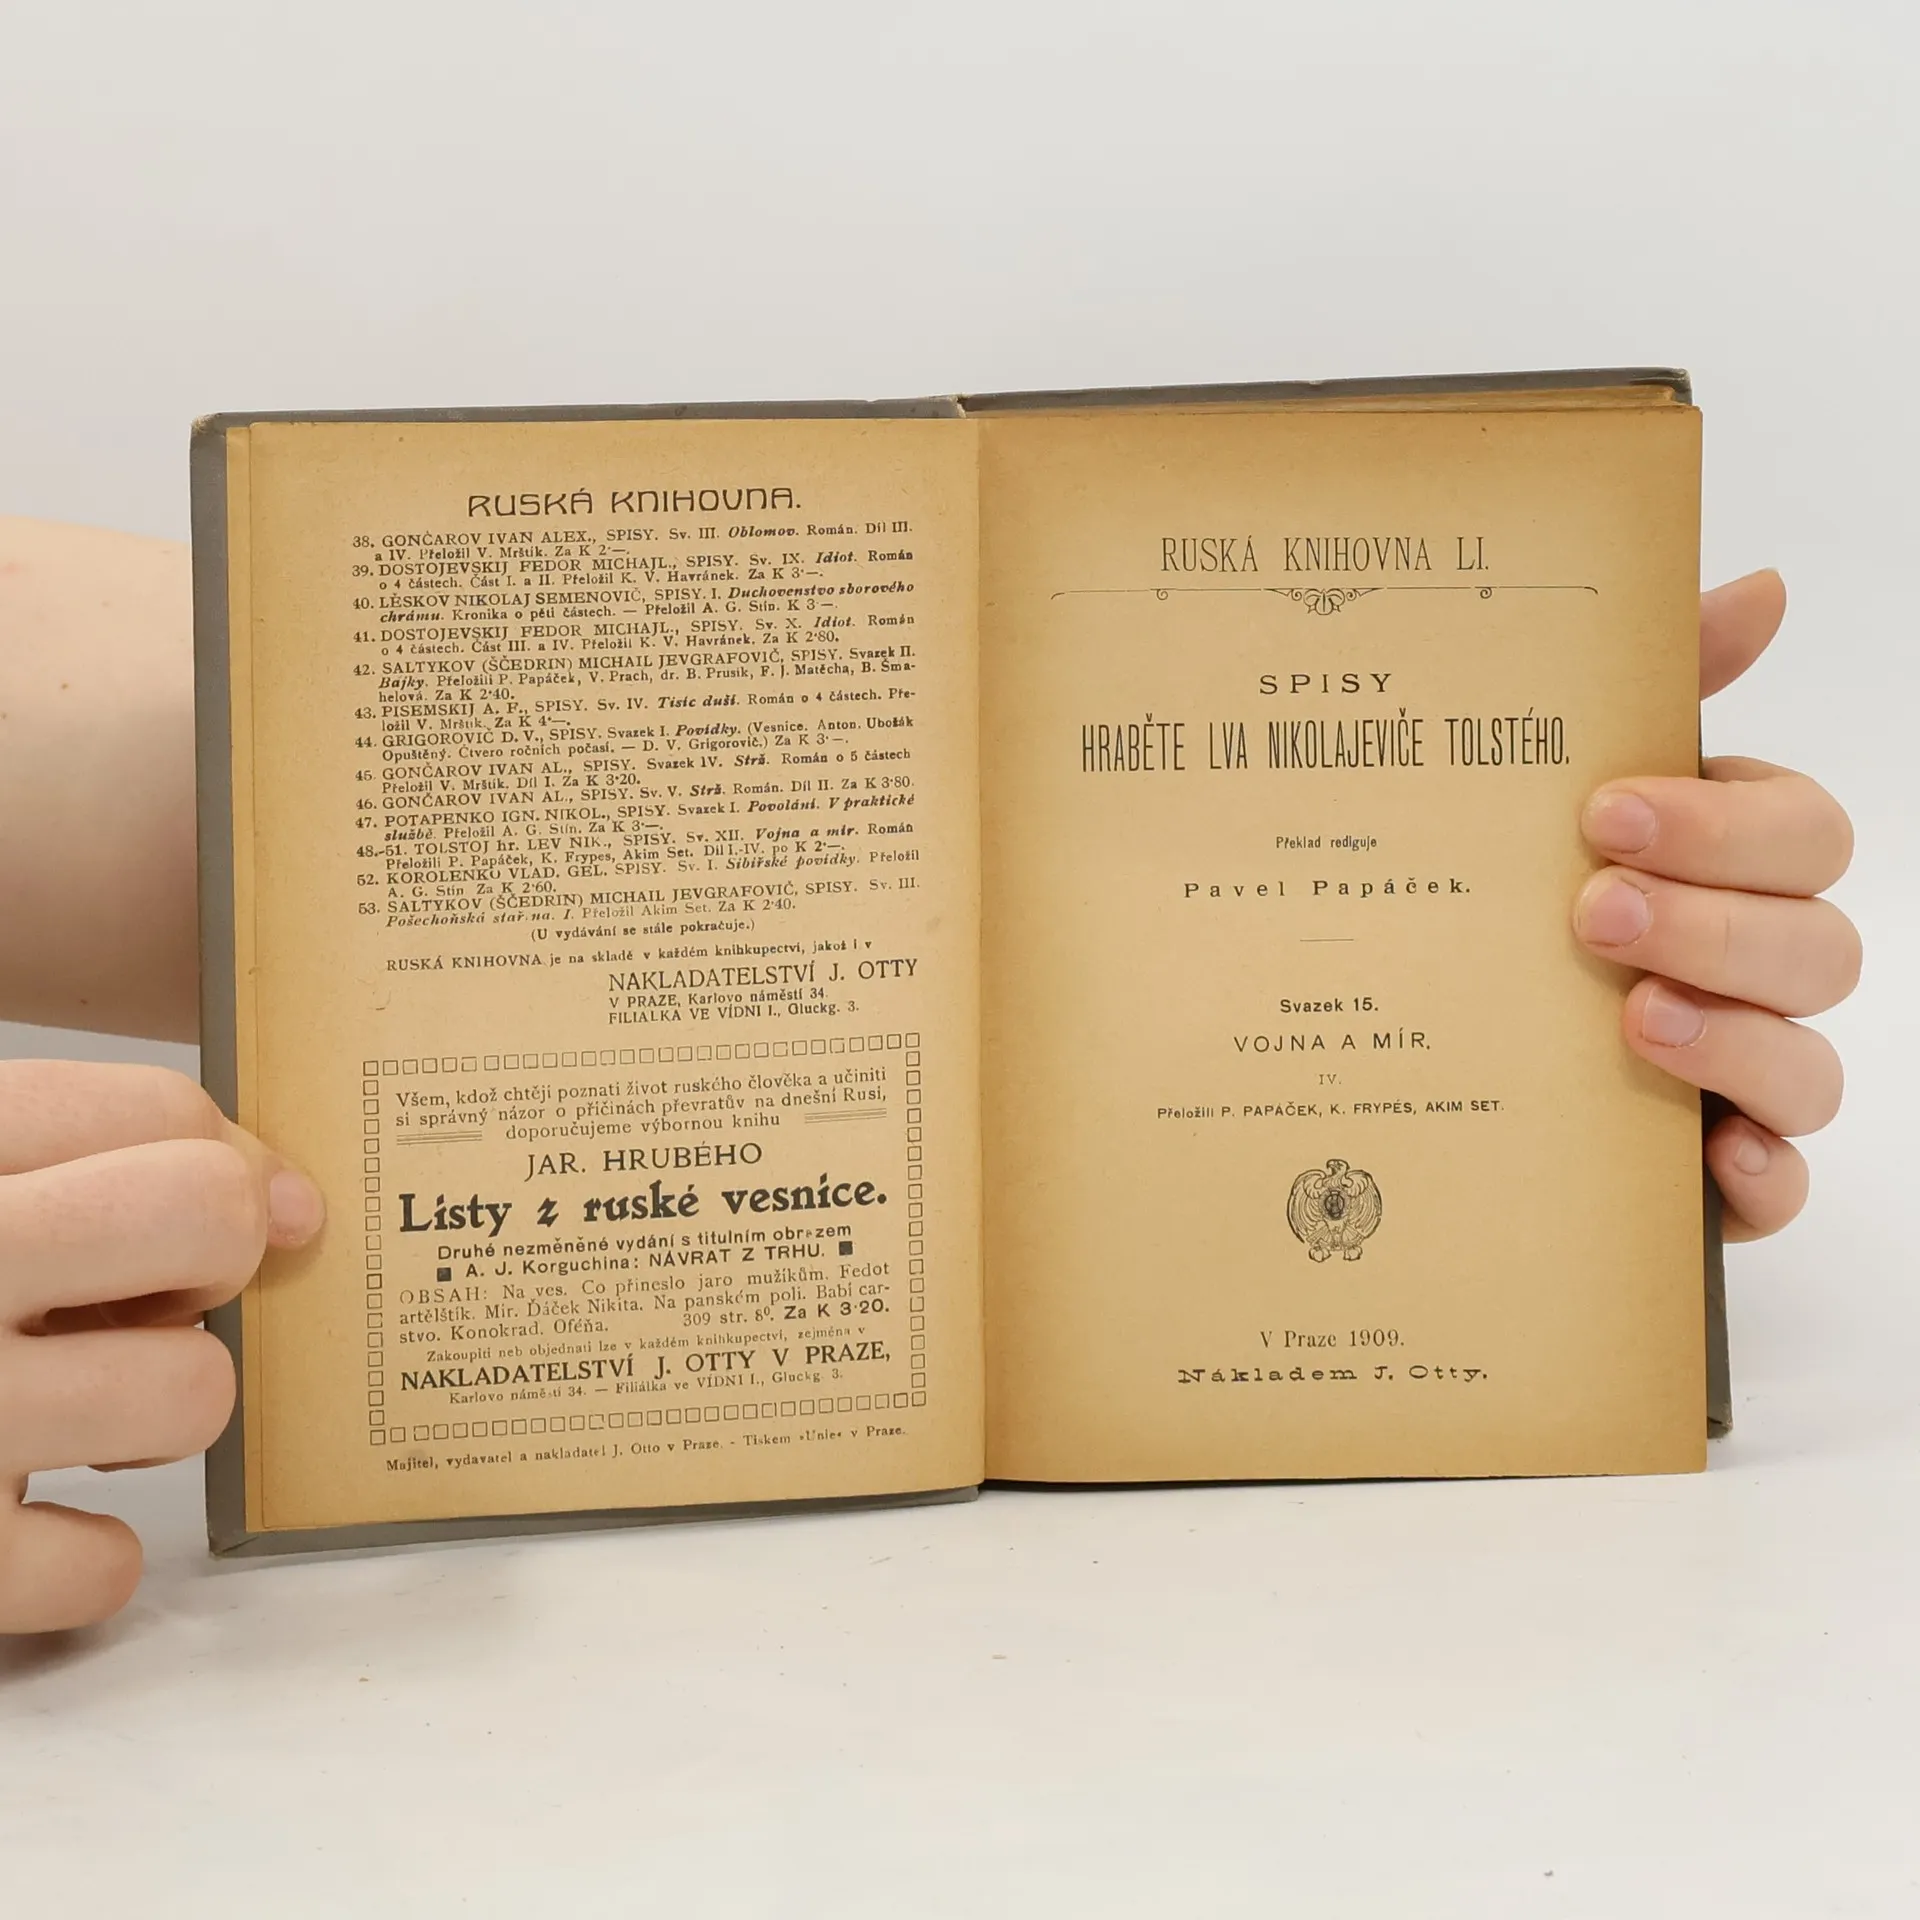 RUSKÁ KNIHOVNA.
38. GONČAROV IVAN ALEX., SPISY. Sv. III. Oblomov. Román. Díl III.
a IV. Přeložil V. Mrštík. Za K 2·—.
39. DOSTOJEVSKIJ FEDOR MICHAJL., SPISY. Sv. IX. Idiot. Román
o 4 částech. Část I. a II. Přeložil K. V. Havránek. Za K 3·—.
40. LĚSKOV NIKOLAJ SEMENOVIČ, SPISY. I. Duchovenstvo sborového
chrámu. Kronika o pěti částech. — Přeložil A. G. Stín. K 3 —.
41. DOSTOJEVSKIJ FEDOR MICHAJL., SPISY. Sv. X. Idiot. Román
o 4 částech. Část III. a IV. Přeložil K. V. Havránek. Za K 2·80.
42. SALTYKOV (ŠČEDRIN) MICHAIL JEVGRAFOVIČ, SPISY. Svazek II.
Bajky. Přeložili P. Papáček, V. Prach, dr. B. Prusík, F. J. Matěcha, B. Šma-
helová. Za K 2·40.
43. PISEMSKIJ A. F., SPISY. Sv. IV. Tisíc duší. Román o 4 částech. Pře-
ložil V. Mrštík. Za K 4·—.
44. GRIGOROVIČ D. V., SPISY. Svazek I. Povídky. (Vesnice. Anton. Ubožák
Opuštěný. Čtvero ročních počasí. — D. V. Grigorovič.) Za K 3·—.
45. GONČAROV IVAN AL., SPISY. Svazek IV. Strž. Román o 5 částech
Přeložil V. Mrštík. Díl I. Za K 3·20.
46. GONČAROV IVAN AL., SPISY. Sv. V. Strž. Román. Díl II. Za K 3·80.
47. POTAPENKO IGN. NIKOL., SPISY. Svazek I. Povolání. V praktické
službě. Přeložil A. G. Stín. Za K 3·—.
48.-51. TOLSTOJ hr. LEV NIK., SPISY. Sv. XII. Vojna a mír. Román
Přeložili P. Papáček, K. Frypes, Akim Set. Díl I.-IV. po K 2·—.
52. KOROLENKO VLAD. GEL. SPISY. Sv. I. Sibiřské povídky. Přeložil
A. G. Stín Za K 2·60.
53. SALTYKOV (ŠČEDRIN) MICHAIL JEVGRAFOVIČ, SPISY. Sv. III.
Pošechoňská stař.na. I. Přeložil Akim Set. Za K 2·40.
(U vydávání se stále pokračuje.)
RUSKÁ KNIHOVNA je na skladě v každém knihkupectví, jakož i v
NAKLADATELSTVÍ J. OTTY
V PRAZE, Karlovo náměstí 34.
FILIALKA VE VÍDNI I., Gluckg. 3.
Všem, kdož chtějí poznati život ruského člověka a učiniti
si správný názor o příčinách převratův na dnešní Rusi,
doporučujeme výbornou knihu
JAR. HRUBÉHO
Listy z ruské vesnice.
Druhé nezměněné vydání s titulním obrazem
A. J. Korguchina: NÁVRAT Z TRHU.
OBSAH: Na ves. Co přineslo jaro mužíkům. Fedot
artělštík. Mir. Ďáček Nikita. Na panském poli. Babí car-
stvo. Konokrad. Oféňa. 309 str. 8⁰. Za K 3·20.
Zakoupiti neb objednati lze v každém knihkupectví, zejména v
NAKLADATELSTVÍ J. OTTY V PRAZE,
Karlovo náměstí 34. — Filiálka ve VÍDNI I., Gluckg. 3.
Majitel, vydavatel a nakladatel J. Otto v Praze. - Tiskem »Unie« v Praze.
RUSKÁ KNIHOVNA LI.
SPISY
HRABĚTE LVA NIKOLAJEVIČE TOLSTÉHO.
Překlad rediguje
Pavel Papáček.
Svazek 15.
VOJNA A MÍR.
IV.
Přeložili P. PAPÁČEK, K. FRYPÉS, AKIM SET.
V Praze 1909.
Nákladem J. Otty.